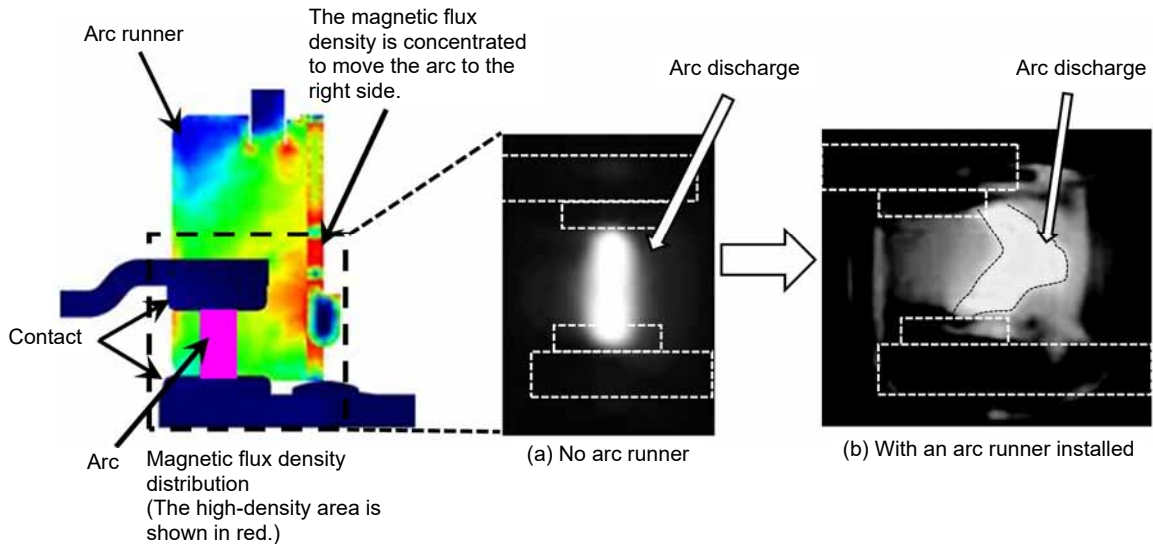 Arc runner
The magnetic flux
density is concentrated
to move the arc to the
right side.
Arc discharge
Arc discharge
Contact
Arc
Magnetic flux density
distribution
(The high-density area is
shown in red.)
(a) No arc runner
(b) With an arc runner installed